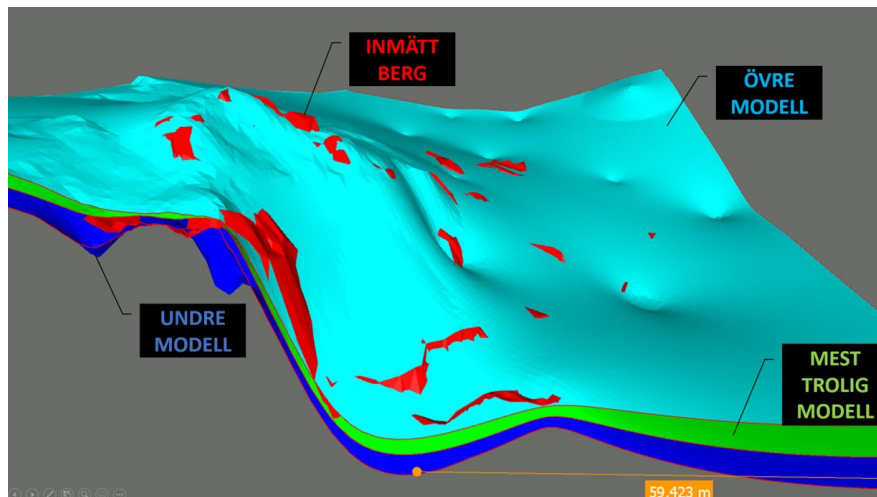 INMÄTT
BERG
ÖVRE
MODELL
UNDRE
MODELL
MEST
TROLIG
MODELL
59,423 m